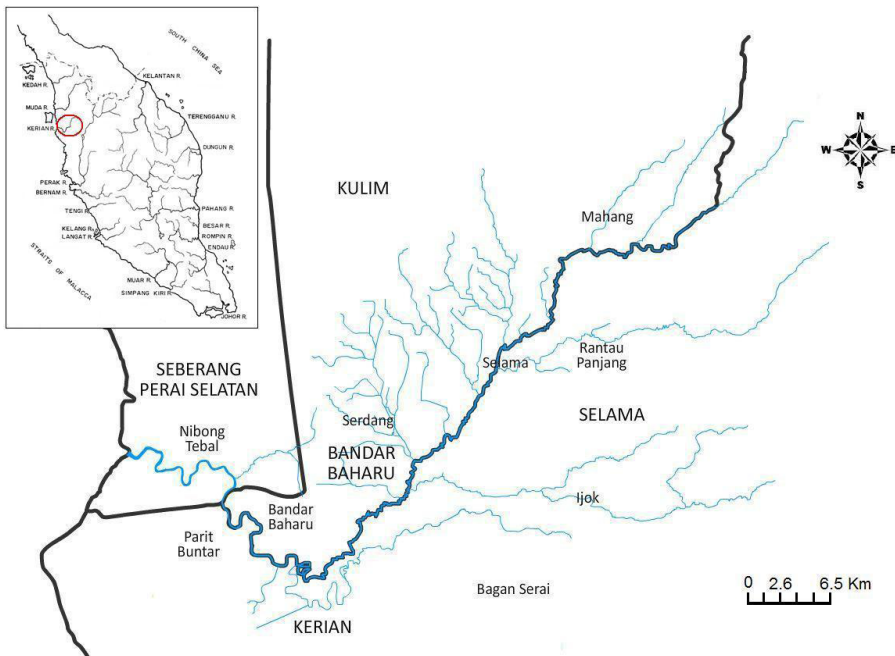 SOUTH CHINA SEA
KEDAH R.
KELANTAN R.
MUDA R.
TERENGGANU R.
KERIAN R.
DUNGUN R.
PERAK R.
BERNAM R.
TENGI R.
PAHANG R.
KELANG R.
BESAR R.
LANGAT R.
ROMPIN R.
ENDAU R.
STRAITS OF MALACCA
MUAR R.
SIMPANG KIRI R.
JOHOR R.
N
W
E
S
KULIM
Mahang
SEBERANG
PERAI SELATAN
Selama
Rantau
Panjang
SELAMA
Nibong
Tebal
Serdang
BANDAR
BAHARU
Ijok
Bandar
Baharu
Parit
Buntar
Bagan Serai
KERIAN
0 2.6 6.5 Km